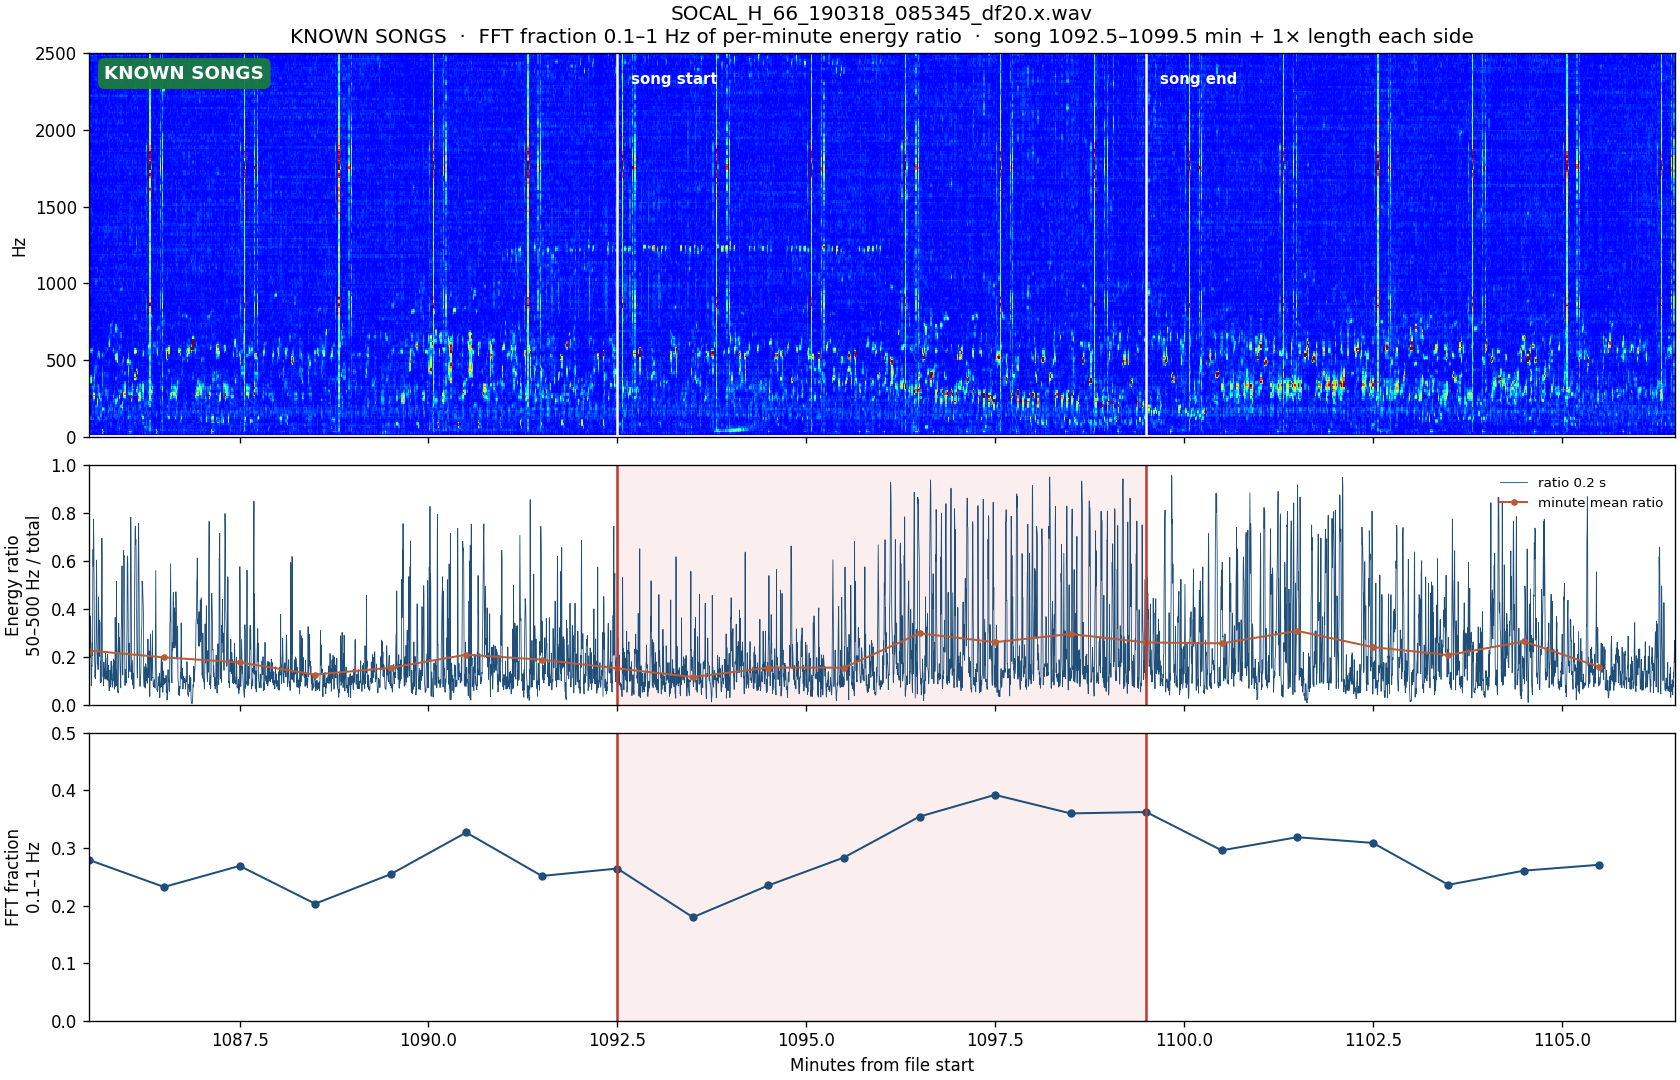 SOCAL_H_66_190318_085345_df20.x.wav
KNOWN SONGS · FFT fraction 0.1–1 Hz of per-minute energy ratio · song 1092.5–1099.5 min + 1× length each side
KNOWN SONGS
song start
song end
2500
2000
1500
1000
500
0
Hz
1.0
0.8
0.6
0.4
0.2
0.0
Energy ratio
50–500 Hz / total
ratio 0.2 s
minute mean ratio
0.5
0.4
0.3
0.2
0.1
0.0
FFT fraction
0.1–1 Hz
1087.5
1090.0
1092.5
1095.0
1097.5
1100.0
1102.5
1105.0
Minutes from file start